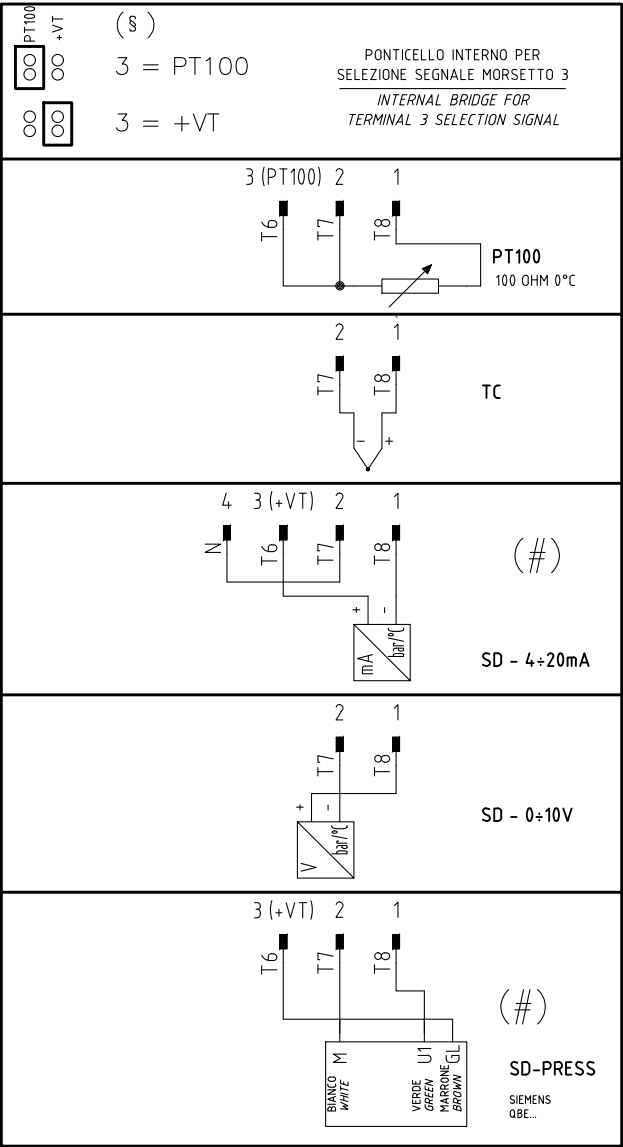 PT100
+VT
(§)
3 = PT100
3 = +VT
PONTICELLO INTERNO PER
SELEZIONE SEGNALE MORSETTO 3
INTERNAL BRIDGE FOR
TERMINAL 3 SELECTION SIGNAL
3 (PT100) 2 1
T6 T7 T8
PT100
100 OHM 0°C
2 1
T7 T8
TC
- +
4 3 (+VT) 2 1
N T6 T7 T8
(#)
+ -
mA bar/°C
SD - 4÷20mA
2 1
T7 T8
+ -
V bar/°C
SD - 0÷10V
3 (+VT) 2 1
T6 T7 T8
(#)
M U1 GL
BIANCO
WHITE
VERDE
GREEN
MARRONE
BROWN
SD-PRESS
SIEMENS
QBE...